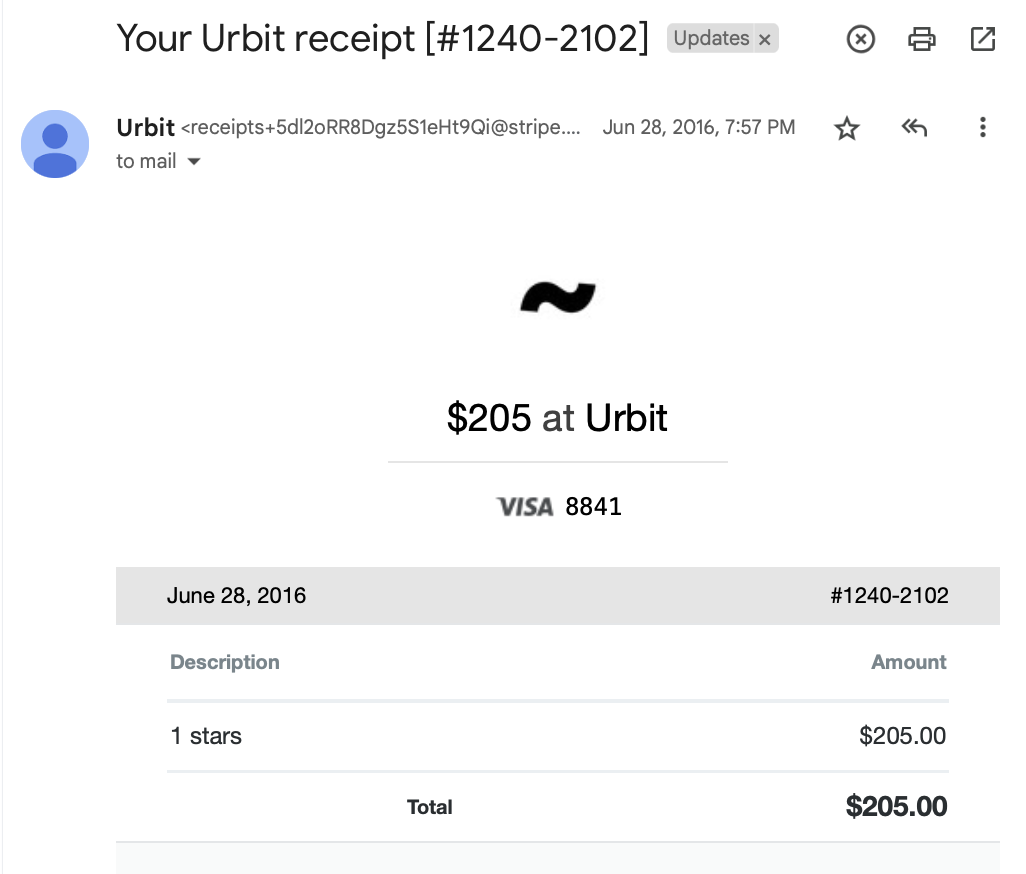 Your Urbit receipt [#1240-2102] Updates ×
Urbit <receipts+5dl2oRR8Dgz5S1eHt9Qi@stripe.... Jun 28, 2016, 7:57 PM
to mail
~
$205 at Urbit
VISA 8841
June 28, 2016 #1240-2102
Description Amount
1 stars $205.00
Total $205.00